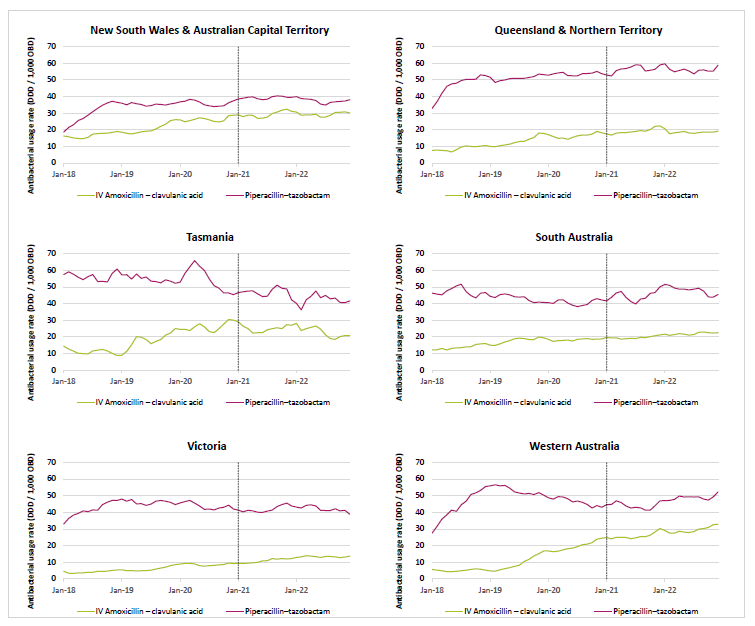 New South Wales & Australian Capital Territory
Antibacterial usage rate (DDD / 1,000 OBD)
70
60
50
40
30
20
10
0
Jan-18 Jan-19 Jan-20 Jan-21 Jan-22
IV Amoxicillin – clavulanic acid Piperacillin–tazobactam
Queensland & Northern Territory
Antibacterial usage rate (DDD / 1,000 OBD)
70
60
50
40
30
20
10
0
Jan-18 Jan-19 Jan-20 Jan-21 Jan-22
IV Amoxicillin – clavulanic acid Piperacillin–tazobactam
Tasmania
Antibacterial usage rate (DDD / 1,000 OBD)
70
60
50
40
30
20
10
0
Jan-18 Jan-19 Jan-20 Jan-21 Jan-22
IV Amoxicillin – clavulanic acid Piperacillin–tazobactam
South Australia
Antibacterial usage rate (DDD / 1,000 OBD)
70
60
50
40
30
20
10
0
Jan-18 Jan-19 Jan-20 Jan-21 Jan-22
IV Amoxicillin – clavulanic acid Piperacillin–tazobactam
Victoria
Antibacterial usage rate (DDD / 1,000 OBD)
70
60
50
40
30
20
10
0
Jan-18 Jan-19 Jan-20 Jan-21 Jan-22
IV Amoxicillin – clavulanic acid Piperacillin–tazobactam
Western Australia
Antibacterial usage rate (DDD / 1,000 OBD)
70
60
50
40
30
20
10
0
Jan-18 Jan-19 Jan-20 Jan-21 Jan-22
IV Amoxicillin – clavulanic acid Piperacillin–tazobactam